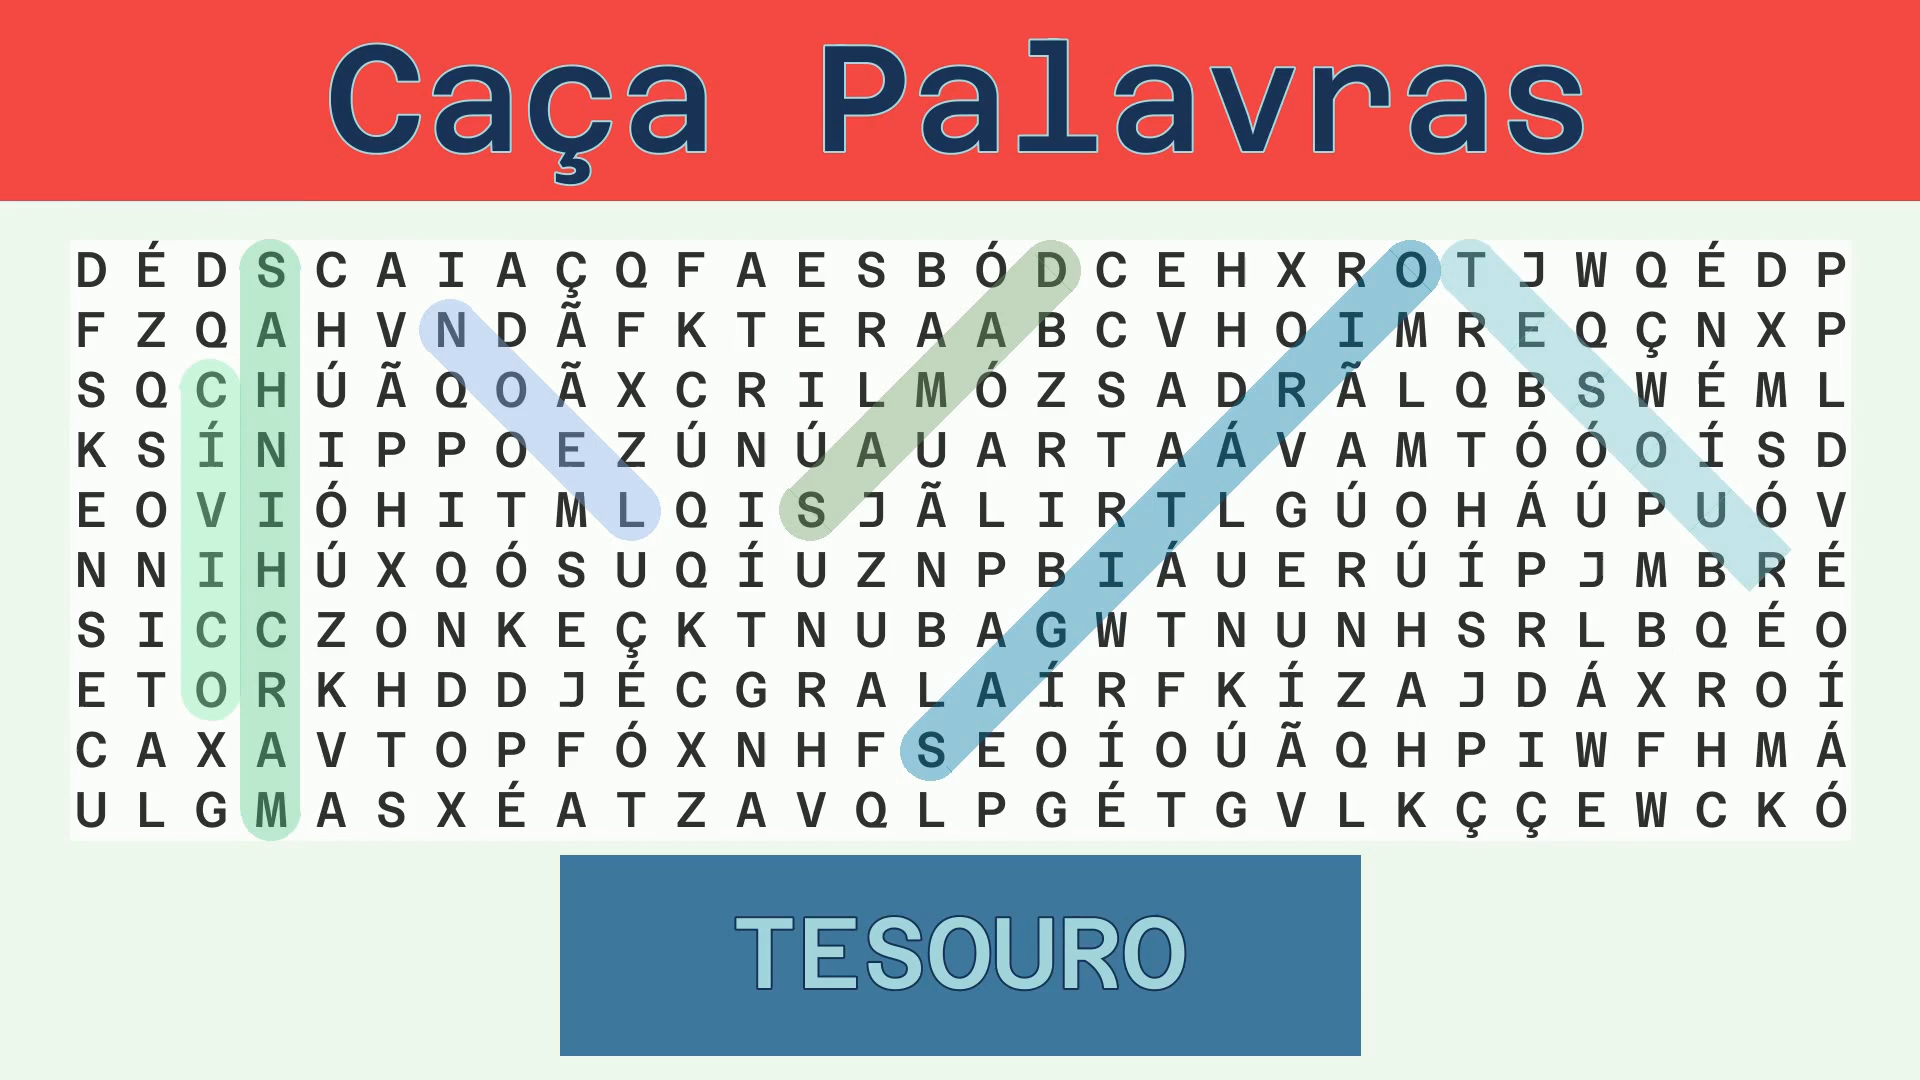 Caça Palavras
D É D S C A I A Ç Q F A E S B Ó D C E H X R O T J W Q É D P
F Z Q A H V N D Ã F K T E R A A B C V H O I M R E Q Ç N X P
S Q C H Ú Ã Q O Ã X C R I L M Ó Z S A D R Ã L Q B S W É M L
K S Í N I P P O E Z Ú N Ú A U A R T A Á V A M T Ó Ó O Í S D
E O V I Ó H I T M L Q I S J Ã L I R T L G Ú O H Á Ú P U Ó V
N N I H Ú X Q Ó S U Q Í U Z N P B I Á U E R Ú Í P J M B R É
S I C C Z O N K E Ç K T N U B A G W T N U N H S R L B Q É O
E T O R K H D D J É C G R A L A Í R F K Í Z A J D Á X R O Í
C A X A V T O P F Ó X N H F S E O Í O Ú Ã Q H P I W F H M Á
U L G M A S X É A T Z A V Q L P G É T G V L K Ç Ç E W C K Ó
TESOURO